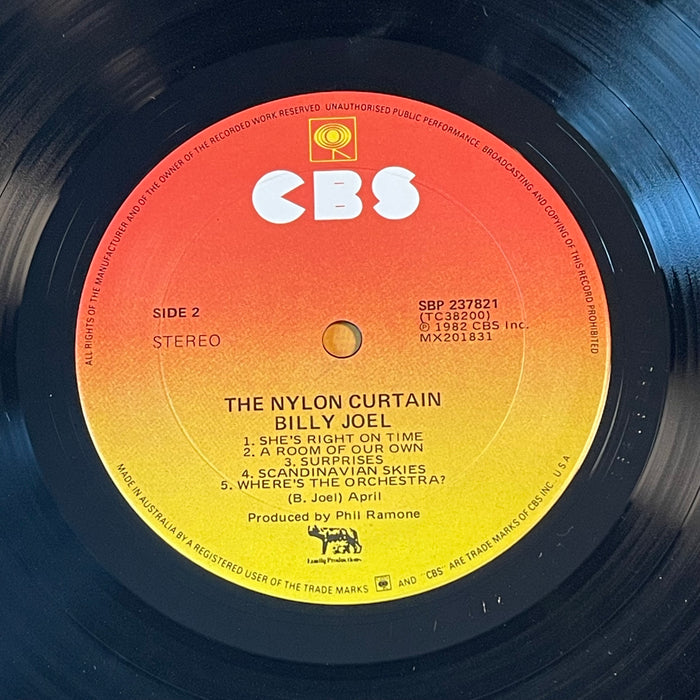 ALL RIGHTS OF THE MANUFACTURER AND OF THE OWNER OF THE RECORDED WORK RESERVED UNAUTHORISED PUBLIC PERFORMANCE BROADCASTING AND COPYING OF THIS RECORD PROHIBITED
CBS
SIDE 2
STEREO
SBP 237821
(TC38200)
℗ 1982 CBS Inc.
MX201831
THE NYLON CURTAIN
BILLY JOEL
1. SHE'S RIGHT ON TIME
2. A ROOM OF OUR OWN
3. SURPRISES
4. SCANDINAVIAN SKIES
5. WHERE'S THE ORCHESTRA?
(B. Joel) April
Produced by Phil Ramone
Family Productions
MADE IN AUSTRALIA BY A REGISTERED USER OF THE TRADE MARKS AND "CBS" ARE TRADE MARKS OF CBS INC. U S A